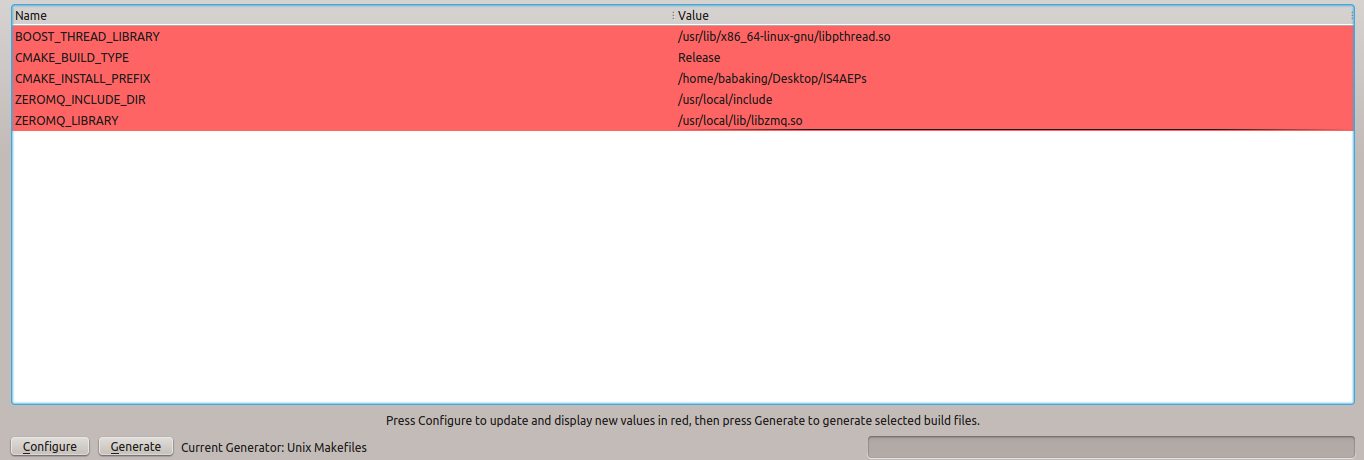 Name Value
BOOST_THREAD_LIBRARY /usr/lib/x86_64-linux-gnu/libpthread.so
CMAKE_BUILD_TYPE Release
CMAKE_INSTALL_PREFIX /home/babaking/Desktop/IS4AEPs
ZEROMQ_INCLUDE_DIR /usr/local/include
ZEROMQ_LIBRARY /usr/local/lib/libzmq.so
Press Configure to update and display new values in red, then press Generate to generate selected build files.
Configure Generate Current Generator: Unix Makefiles